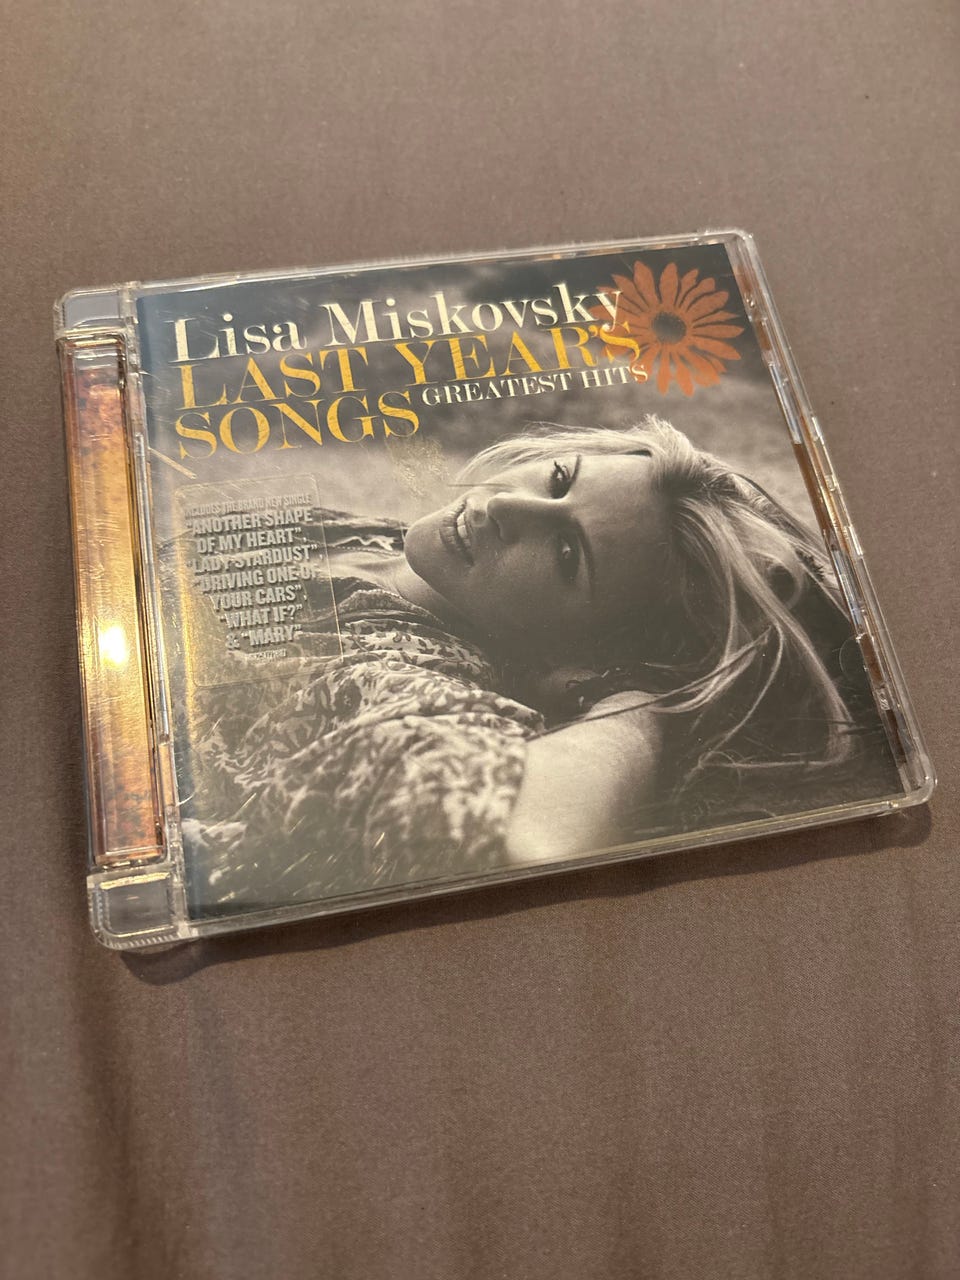 Lisa Miskovsky
LAST YEAR'S
SONGS GREATEST HITS
INCLUDES THE BRAND NEW SINGLE
"ANOTHER SHAPE
OF MY HEART",
"LADY STARDUST"
"DRIVING ONE OF
YOUR CARS",
"WHAT IF?"
& "MARY"